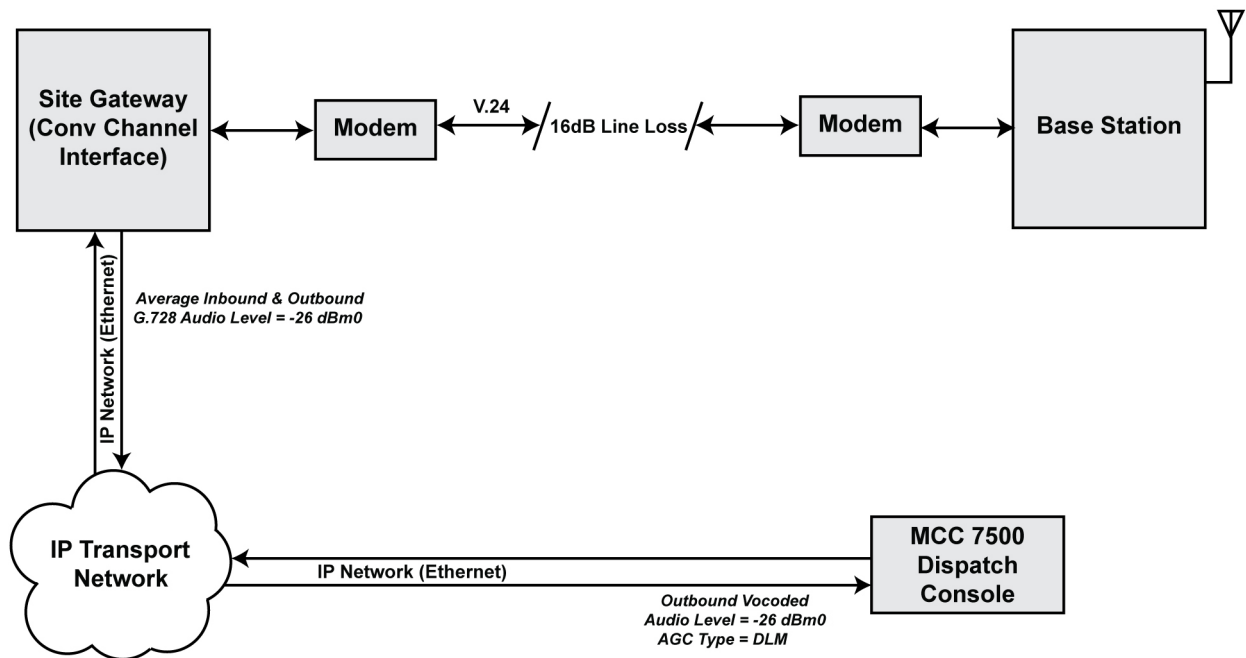 Site Gateway
(Conv Channel
Interface)
Modem
V.24
16dB Line Loss
Modem
Base Station
IP Network (Ethernet)
Average Inbound & Outbound
G.728 Audio Level = -26 dBm0
IP Transport
Network
IP Network (Ethernet)
MCC 7500
Dispatch
Console
Outbound Vocoded
Audio Level = -26 dBm0
AGC Type = DLM